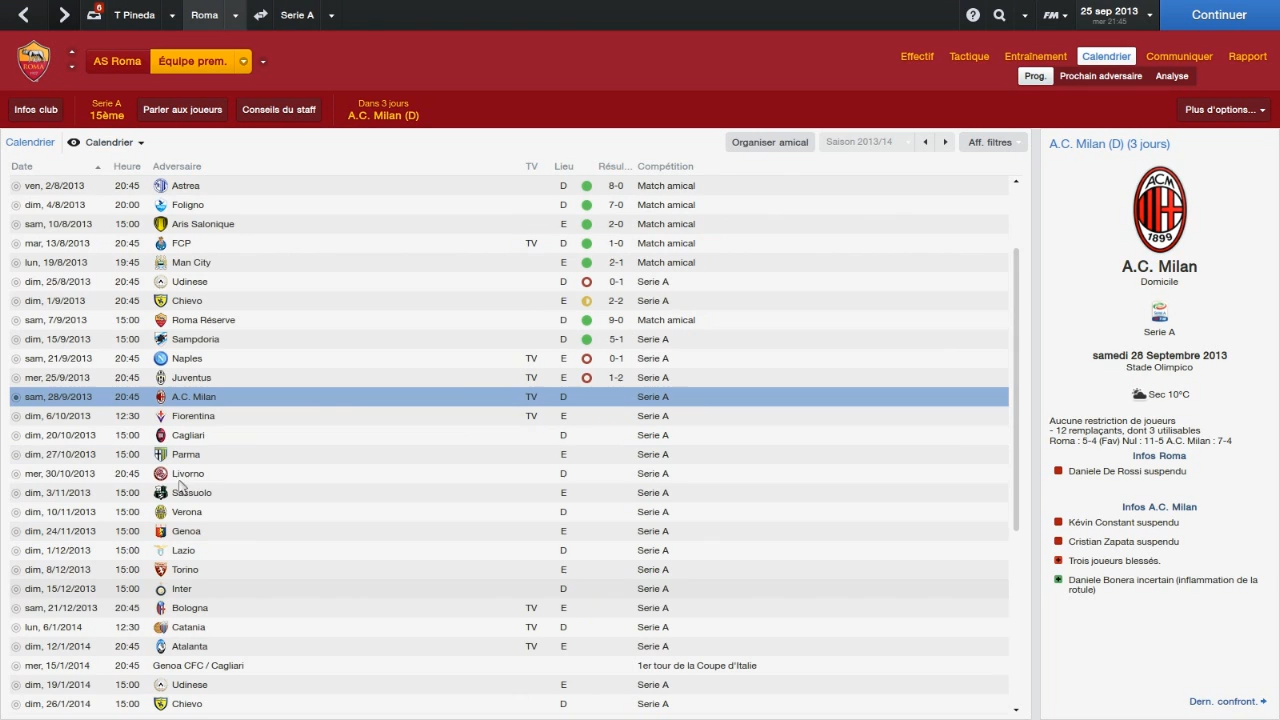 6 T Pineda Roma Serie A FM 25 sep 2013 Continuer
mer 21:45
AS Roma Équipe prem. Effectif Tactique Entraînement Calendrier Communiquer Rapport
Prog. Prochain adversaire Analyse
Infos club Serie A Parler aux joueurs Conseils du staff Dans 3 jours Plus d'options...
15ème A.C. Milan (D)
Calendrier Calendrier Organiser amical Saison 2013/14 Aff. filtres
Date Heure Adversaire TV Lieu Résul... Compétition
ven, 2/8/2013 20:45 Astrea D 8-0 Match amical
dim, 4/8/2013 20:00 Foligno D 7-0 Match amical
sam, 10/8/2013 15:00 Aris Salonique E 2-0 Match amical
mar, 13/8/2013 20:45 FCP TV D 1-0 Match amical
lun, 19/8/2013 19:45 Man City E 2-1 Match amical
dim, 25/8/2013 20:45 Udinese D 0-1 Serie A
dim, 1/9/2013 20:45 Chievo E 2-2 Serie A
sam, 7/9/2013 15:00 Roma Réserve D 9-0 Match amical
dim, 15/9/2013 15:00 Sampdoria D 5-1 Serie A
sam, 21/9/2013 20:45 Naples TV E 0-1 Serie A
mer, 25/9/2013 20:45 Juventus TV E 1-2 Serie A
sam, 28/9/2013 20:45 A.C. Milan TV D Serie A
dim, 6/10/2013 12:30 Fiorentina TV E Serie A
dim, 20/10/2013 15:00 Cagliari D Serie A
dim, 27/10/2013 15:00 Parma E Serie A
mer, 30/10/2013 20:45 Livorno D Serie A
dim, 3/11/2013 15:00 Sassuolo E Serie A
dim, 10/11/2013 15:00 Verona D Serie A
dim, 24/11/2013 15:00 Genoa E Serie A
dim, 1/12/2013 15:00 Lazio D Serie A
dim, 8/12/2013 15:00 Torino E Serie A
dim, 15/12/2013 15:00 Inter D Serie A
sam, 21/12/2013 20:45 Bologna TV E Serie A
lun, 6/1/2014 12:30 Catania TV D Serie A
dim, 12/1/2014 20:45 Atalanta TV E Serie A
mer, 15/1/2014 20:45 Genoa CFC / Cagliari 1er tour de la Coupe d'Italie
dim, 19/1/2014 15:00 Udinese E Serie A
dim, 26/1/2014 15:00 Chievo D Serie A
A.C. Milan (D) (3 jours)
ACM
1899
A.C. Milan
Domicile
Serie A
samedi 28 Septembre 2013
Stade Olimpico
Sec 10°C
Aucune restriction de joueurs
- 12 remplaçants, dont 3 utilisables
Roma : 5-4 (Fav) Nul : 11-5 A.C. Milan : 7-4
Infos Roma
Daniele De Rossi suspendu
Infos A.C. Milan
Kévin Constant suspendu
Cristian Zapata suspendu
Trois joueurs blessés.
Daniele Bonera incertain (inflammation de la
rotule)
Dern. confront.